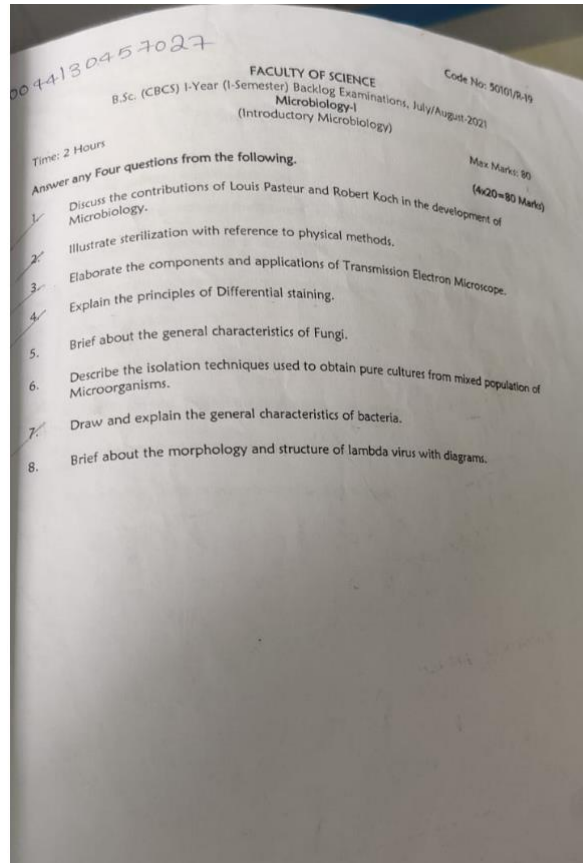 004130457027
Code No: 50101/R-19
FACULTY OF SCIENCE
B.Sc. (CBCS) I-Year (I-Semester) Backlog Examinations, July/August-2021
Microbiology-I
(Introductory Microbiology)
Time: 2 Hours
Max Marks: 80
Answer any Four questions from the following.
(4x20=80 Marks)
1. Discuss the contributions of Louis Pasteur and Robert Koch in the development of
Microbiology.
2. Illustrate sterilization with reference to physical methods.
3. Elaborate the components and applications of Transmission Electron Microscope.
4. Explain the principles of Differential staining.
5. Brief about the general characteristics of Fungi.
6. Describe the isolation techniques used to obtain pure cultures from mixed population of
Microorganisms.
7. Draw and explain the general characteristics of bacteria.
8. Brief about the morphology and structure of lambda virus with diagrams.